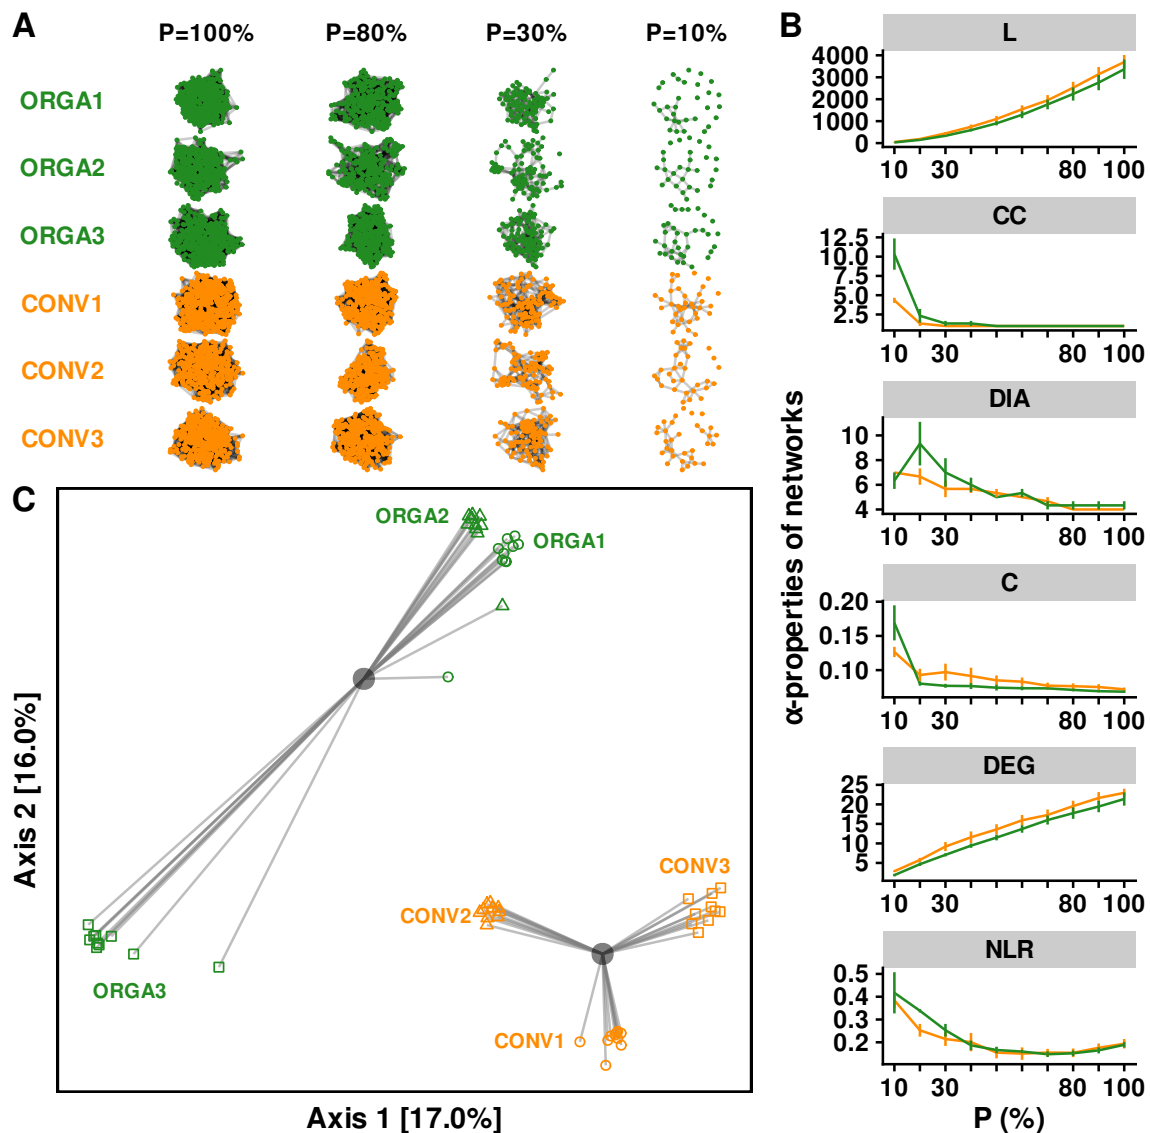 A
P=100% P=80% P=30% P=10%
ORGA1
ORGA2
ORGA3
CONV1
CONV2
CONV3
B
α-properties of networks
L
4000
3000
2000
1000
0
10 30 80 100
CC
12.5
10.0
7.5
5.0
2.5
10 30 80 100
DIA
10
8
6
4
10 30 80 100
C
0.20
0.15
0.10
10 30 80 100
DEG
25
20
15
10
5
10 30 80 100
NLR
0.5
0.4
0.3
0.2
10 30 80 100
P (%)
C
Axis 2 [16.0%]
ORGA2
ORGA1
CONV3
CONV2
ORGA3
CONV1
Axis 1 [17.0%]